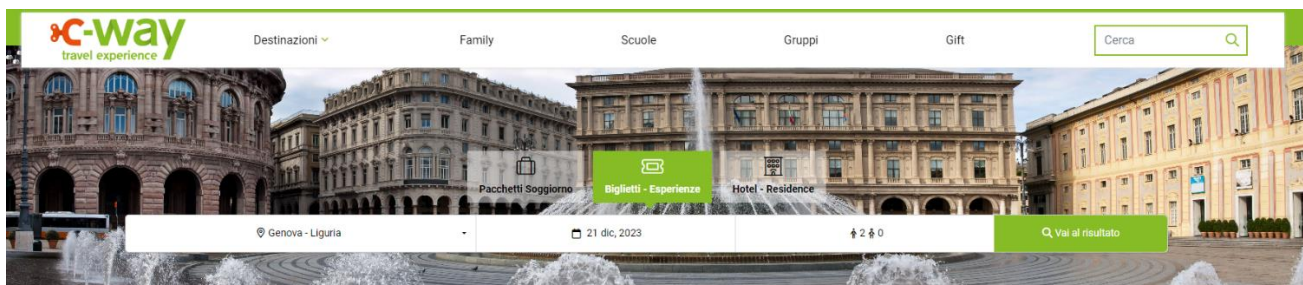 c-way
travel experience
Destinazioni
Family
Scuole
Gruppi
Gift
Cerca
Pacchetti Soggiorno
Biglietti - Esperienze
Hotel - Residence
Genova - Liguria
21 dic, 2023
2 0
Vai al risultato